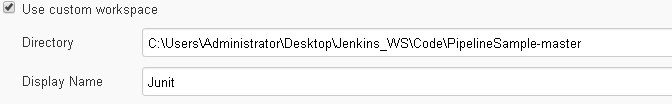 Use custom workspace
Directory C:\Users\Administrator\Desktop\Jenkins_WS\Code\PipelineSample-master
Display Name Junit